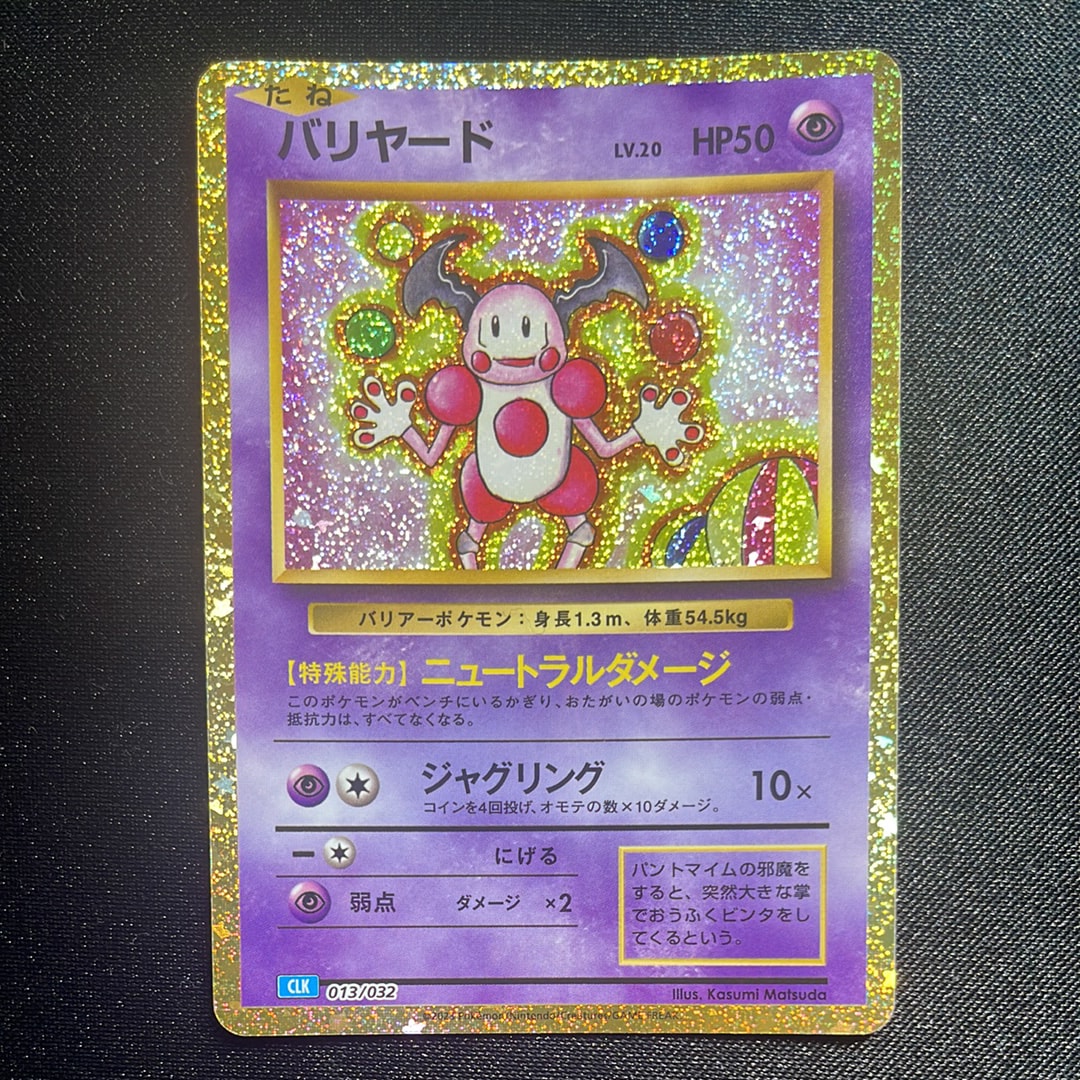 たね
バリヤード LV.20 HP50
バリアーポケモン：身長1.3m、体重54.5kg
【特殊能力】ニュートラルダメージ
このポケモンがベンチにいるかぎり、おたがいの場のポケモンの弱点・
抵抗力は、すべてなくなる。
ジャグリング 10×
コインを4回投げ、オモテの数×10ダメージ。
にげる
弱点 ダメージ ×2
パントマイムの邪魔を
すると、突然大きな掌
でおうふくビンタをし
てくるという。
CLK 013/032
Illus. Kasumi Matsuda
©2023 Pokémon/Nintendo/Creatures/GAME FREAK.